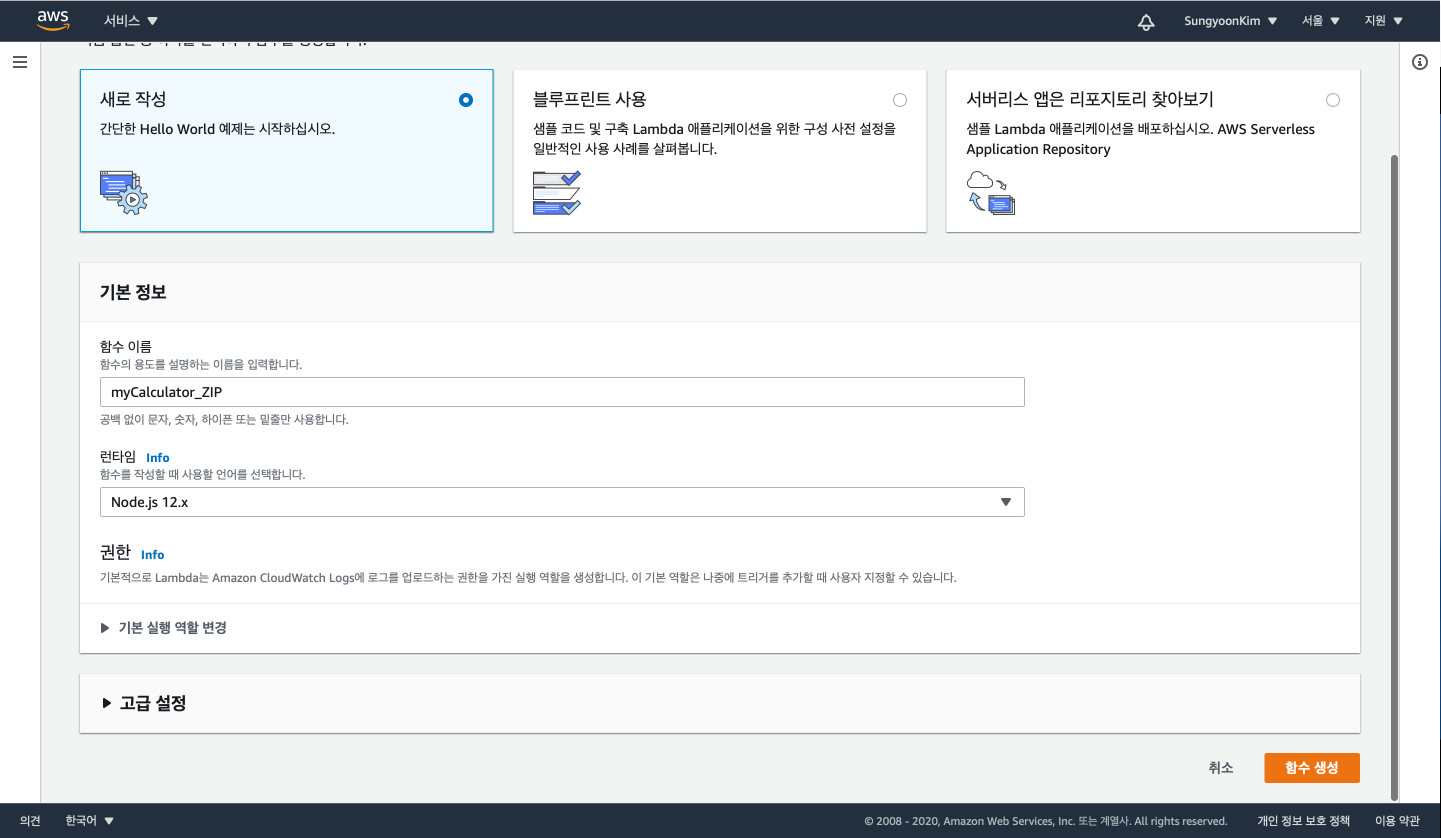 aws
서비스
SungyoonKim
서울
지원
새로 작성
간단한 Hello World 예제는 시작하십시오.
블루프린트 사용
샘플 코드 및 구축 Lambda 애플리케이션을 위한 구성 사전 설정을
일반적인 사용 사례를 살펴봅니다.
서버리스 앱은 리포지토리 찾아보기
샘플 Lambda 애플리케이션을 배포하십시오. AWS Serverless
Application Repository
기본 정보
함수 이름
함수의 용도를 설명하는 이름을 입력합니다.
myCalculator_ZIP
공백 없이 문자, 숫자, 하이픈 또는 밑줄만 사용합니다.
런타임 Info
함수를 작성할 때 사용할 언어를 선택합니다.
Node.js 12.x
권한 Info
기본적으로 Lambda는 Amazon CloudWatch Logs에 로그를 업로드하는 권한을 가진 실행 역할을 생성합니다. 이 기본 역할은 나중에 트리거를 추가할 때 사용자 지정할 수 있습니다.
기본 실행 역할 변경
고급 설정
취소
함수 생성
의견
한국어
© 2008 - 2020, Amazon Web Services, Inc. 또는 계열사. All rights reserved.
개인 정보 보호 정책
이용 약관